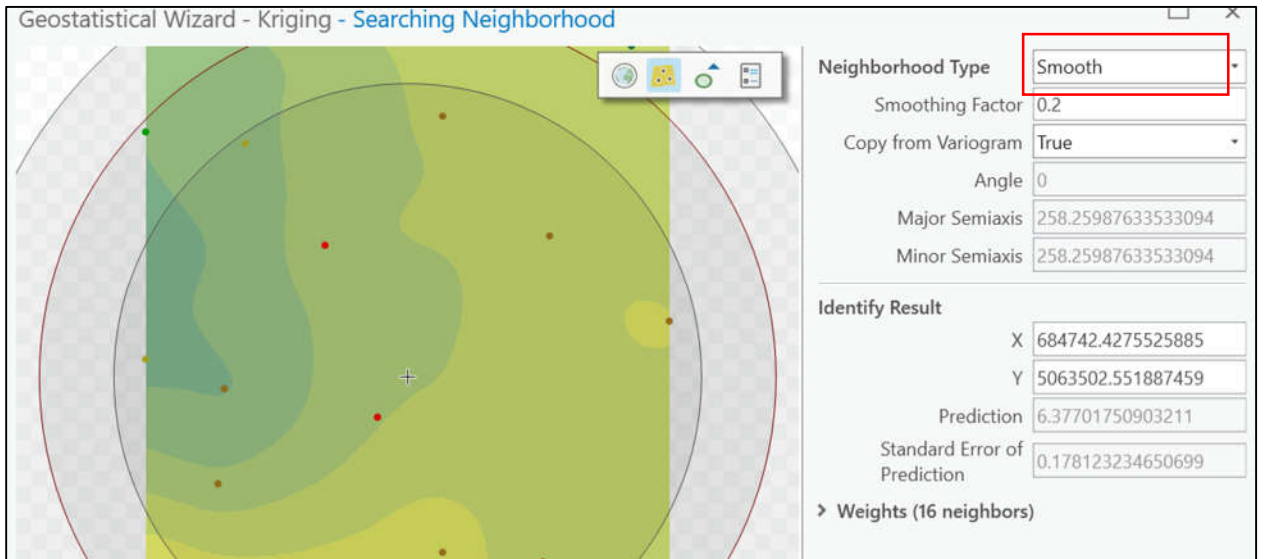 Geostatistical Wizard - Kriging - Searching Neighborhood
Neighborhood Type Smooth
Smoothing Factor 0.2
Copy from Variogram True
Angle 0
Major Semiaxis 258.25987633533094
Minor Semiaxis 258.25987633533094
Identify Result
X 684742.4275525885
Y 5063502.551887459
Prediction 6.37701750903211
Standard Error of
Prediction 0.178123234650699
Weights (16 neighbors)